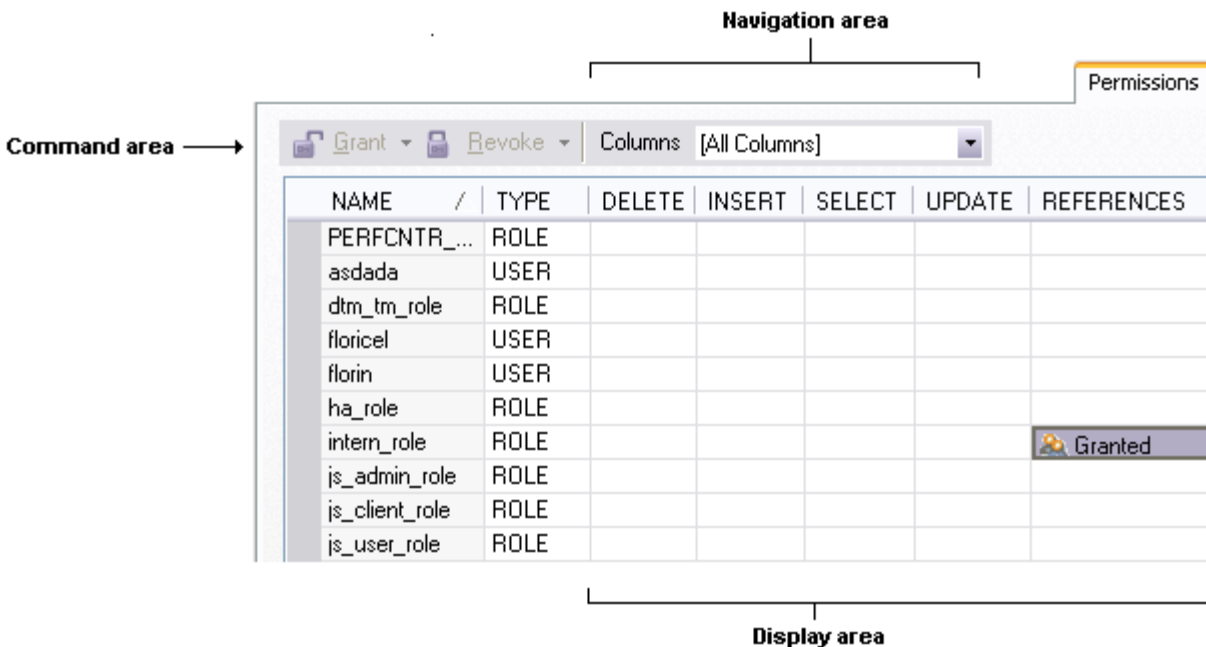 Navigation area
Permissions
Command area
Grant Revoke Columns [All Columns]
NAME / TYPE DELETE INSERT SELECT UPDATE REFERENCES
PERFCNTR_... ROLE
asdada USER
dtm_tm_role ROLE
floricel USER
florin USER
ha_role ROLE
intern_role ROLE Granted
js_admin_role ROLE
js_client_role ROLE
js_user_role ROLE
Display area